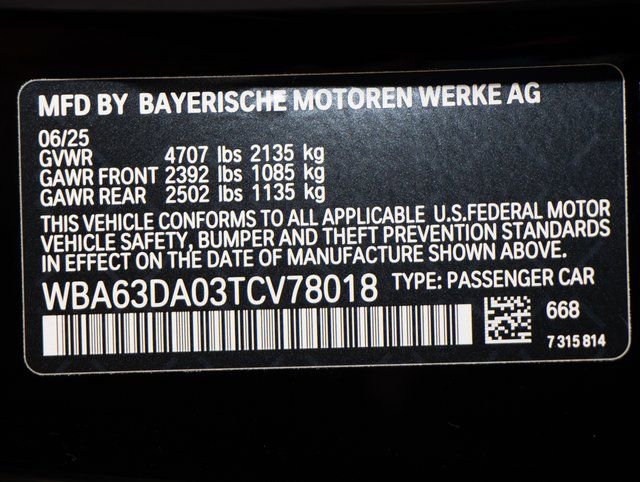 MFD BY BAYERISCHE MOTOREN WERKE AG
06/25
GVWR 4707 lbs 2135 kg
GAWR FRONT 2392 lbs 1085 kg
GAWR REAR 2502 lbs 1135 kg
THIS VEHICLE CONFORMS TO ALL APPLICABLE U.S.FEDERAL MOTOR
VEHICLE SAFETY, BUMPER AND THEFT PREVENTION STANDARDS
IN EFFECT ON THE DATE OF MANUFACTURE SHOWN ABOVE.
WBA63DA03TCV78018 TYPE: PASSENGER CAR
668
7 315 814